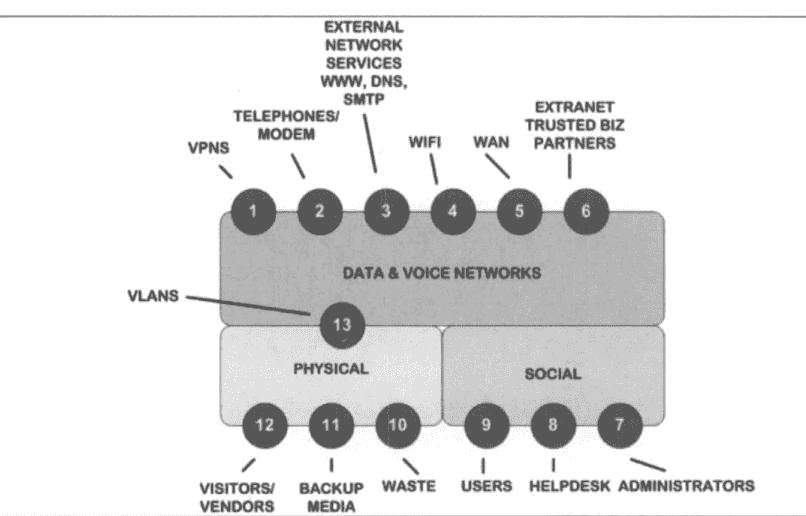 EXTERNAL
NETWORK
SERVICES
WWW, DNS,
SMTP
TELEPHONES/
MODEM
VPNS
WIFI
WAN
EXTRANET
TRUSTED BIZ
PARTNERS
1
2
3
4
5
6
DATA & VOICE NETWORKS
VLANS
13
PHYSICAL
SOCIAL
12
11
10
9
8
7
VISITORS/
VENDORS
BACKUP
MEDIA
WASTE
USERS
HELPDESK
ADMINISTRATORS